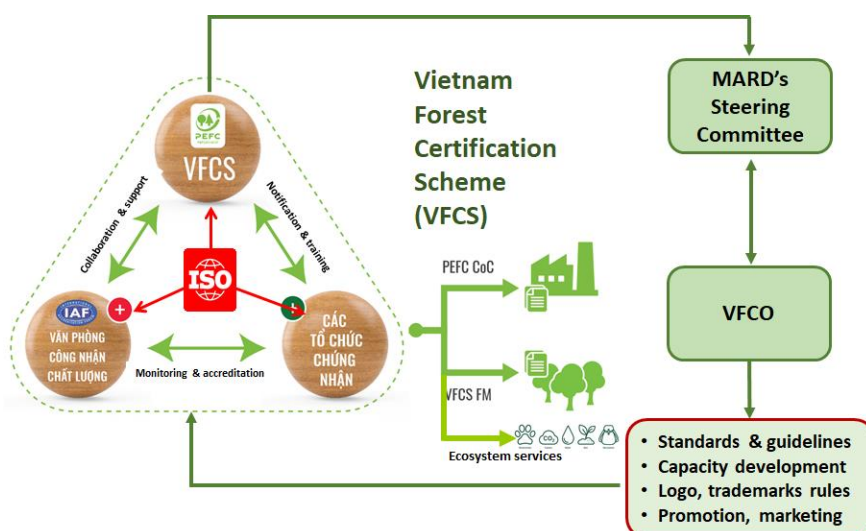 Vietnam
Forest
Certification
Scheme
(VFCS)
MARD's
Steering
Committee
PEFC
VFCS
Collaboration & support
Notification & training
ISO
IAF
VĂN PHÒNG
CÔNG NHẬN
CHẤT LƯỢNG
CÁC
TỔ CHỨC
CHỨNG
NHẬN
Monitoring & accreditation
PEFC CoC
VFCS FM
CO₂
Ecosystem services
VFCO
• Standards & guidelines
• Capacity development
• Logo, trademarks rules
• Promotion, marketing